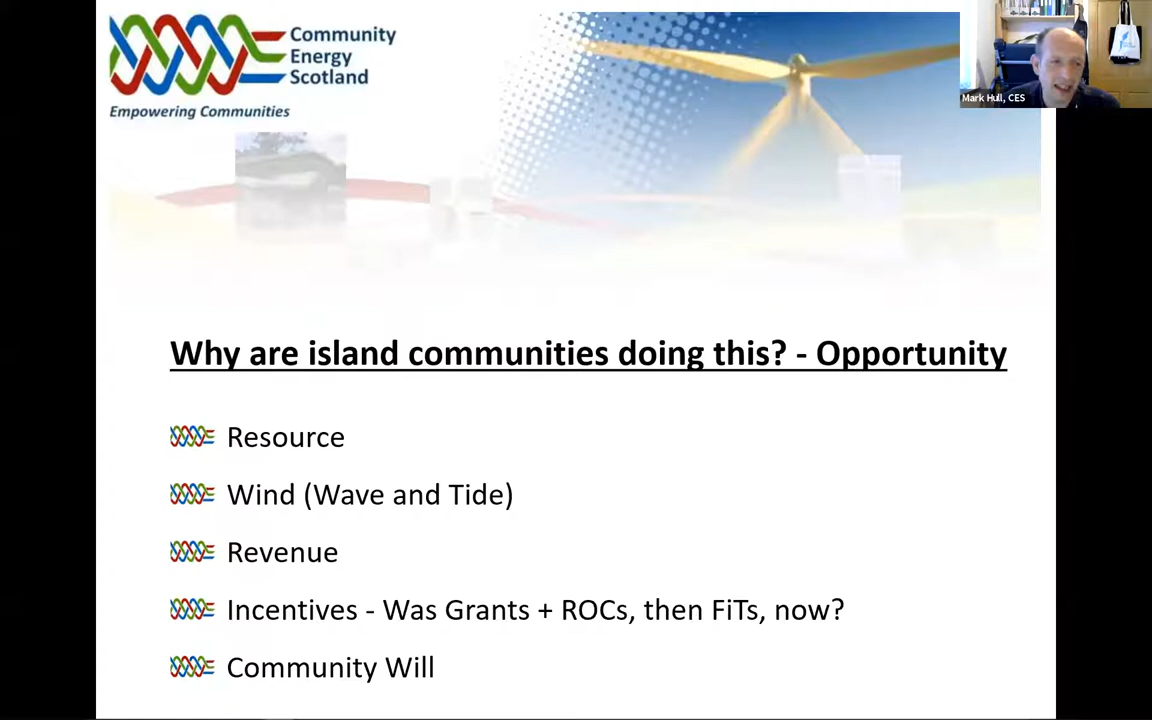 Community
Energy
Scotland
Empowering Communities
Mark Hull, CES
Why are island communities doing this? - Opportunity
Resource
Wind (Wave and Tide)
Revenue
Incentives - Was Grants + ROCs, then FiTs, now?
Community Will